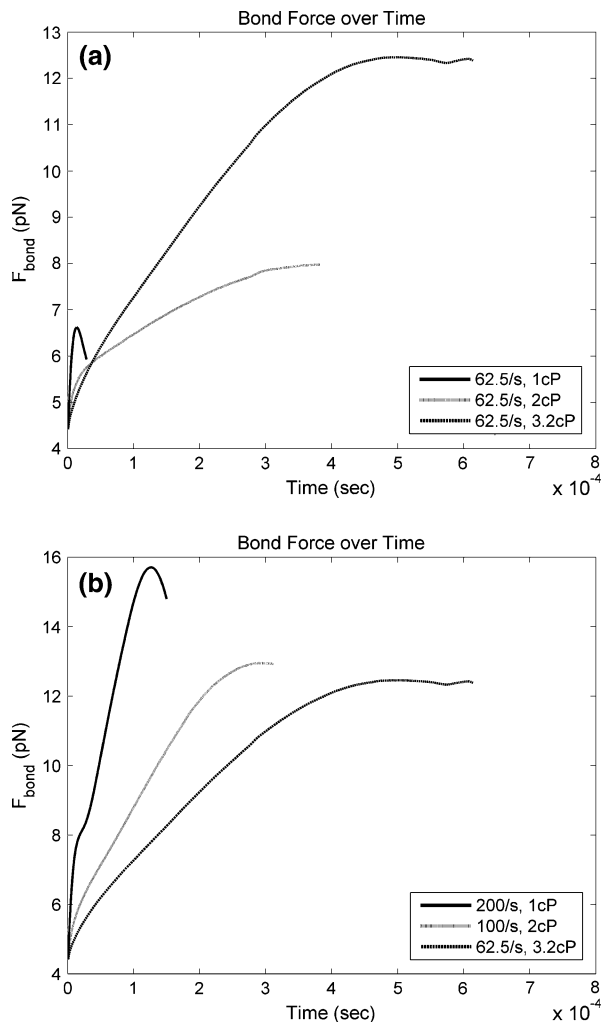 Bond Force over Time
(a)
13
12
11
10
9
8
7
6
5
4
F_bond (pN)
62.5/s, 1cP
62.5/s, 2cP
62.5/s, 3.2cP
0 1 2 3 4 5 6 7 8
Time (sec)
x 10^-4
Bond Force over Time
(b)
16
14
12
10
8
6
4
F_bond (pN)
200/s, 1cP
100/s, 2cP
62.5/s, 3.2cP
0 1 2 3 4 5 6 7 8
Time (sec)
x 10^-4